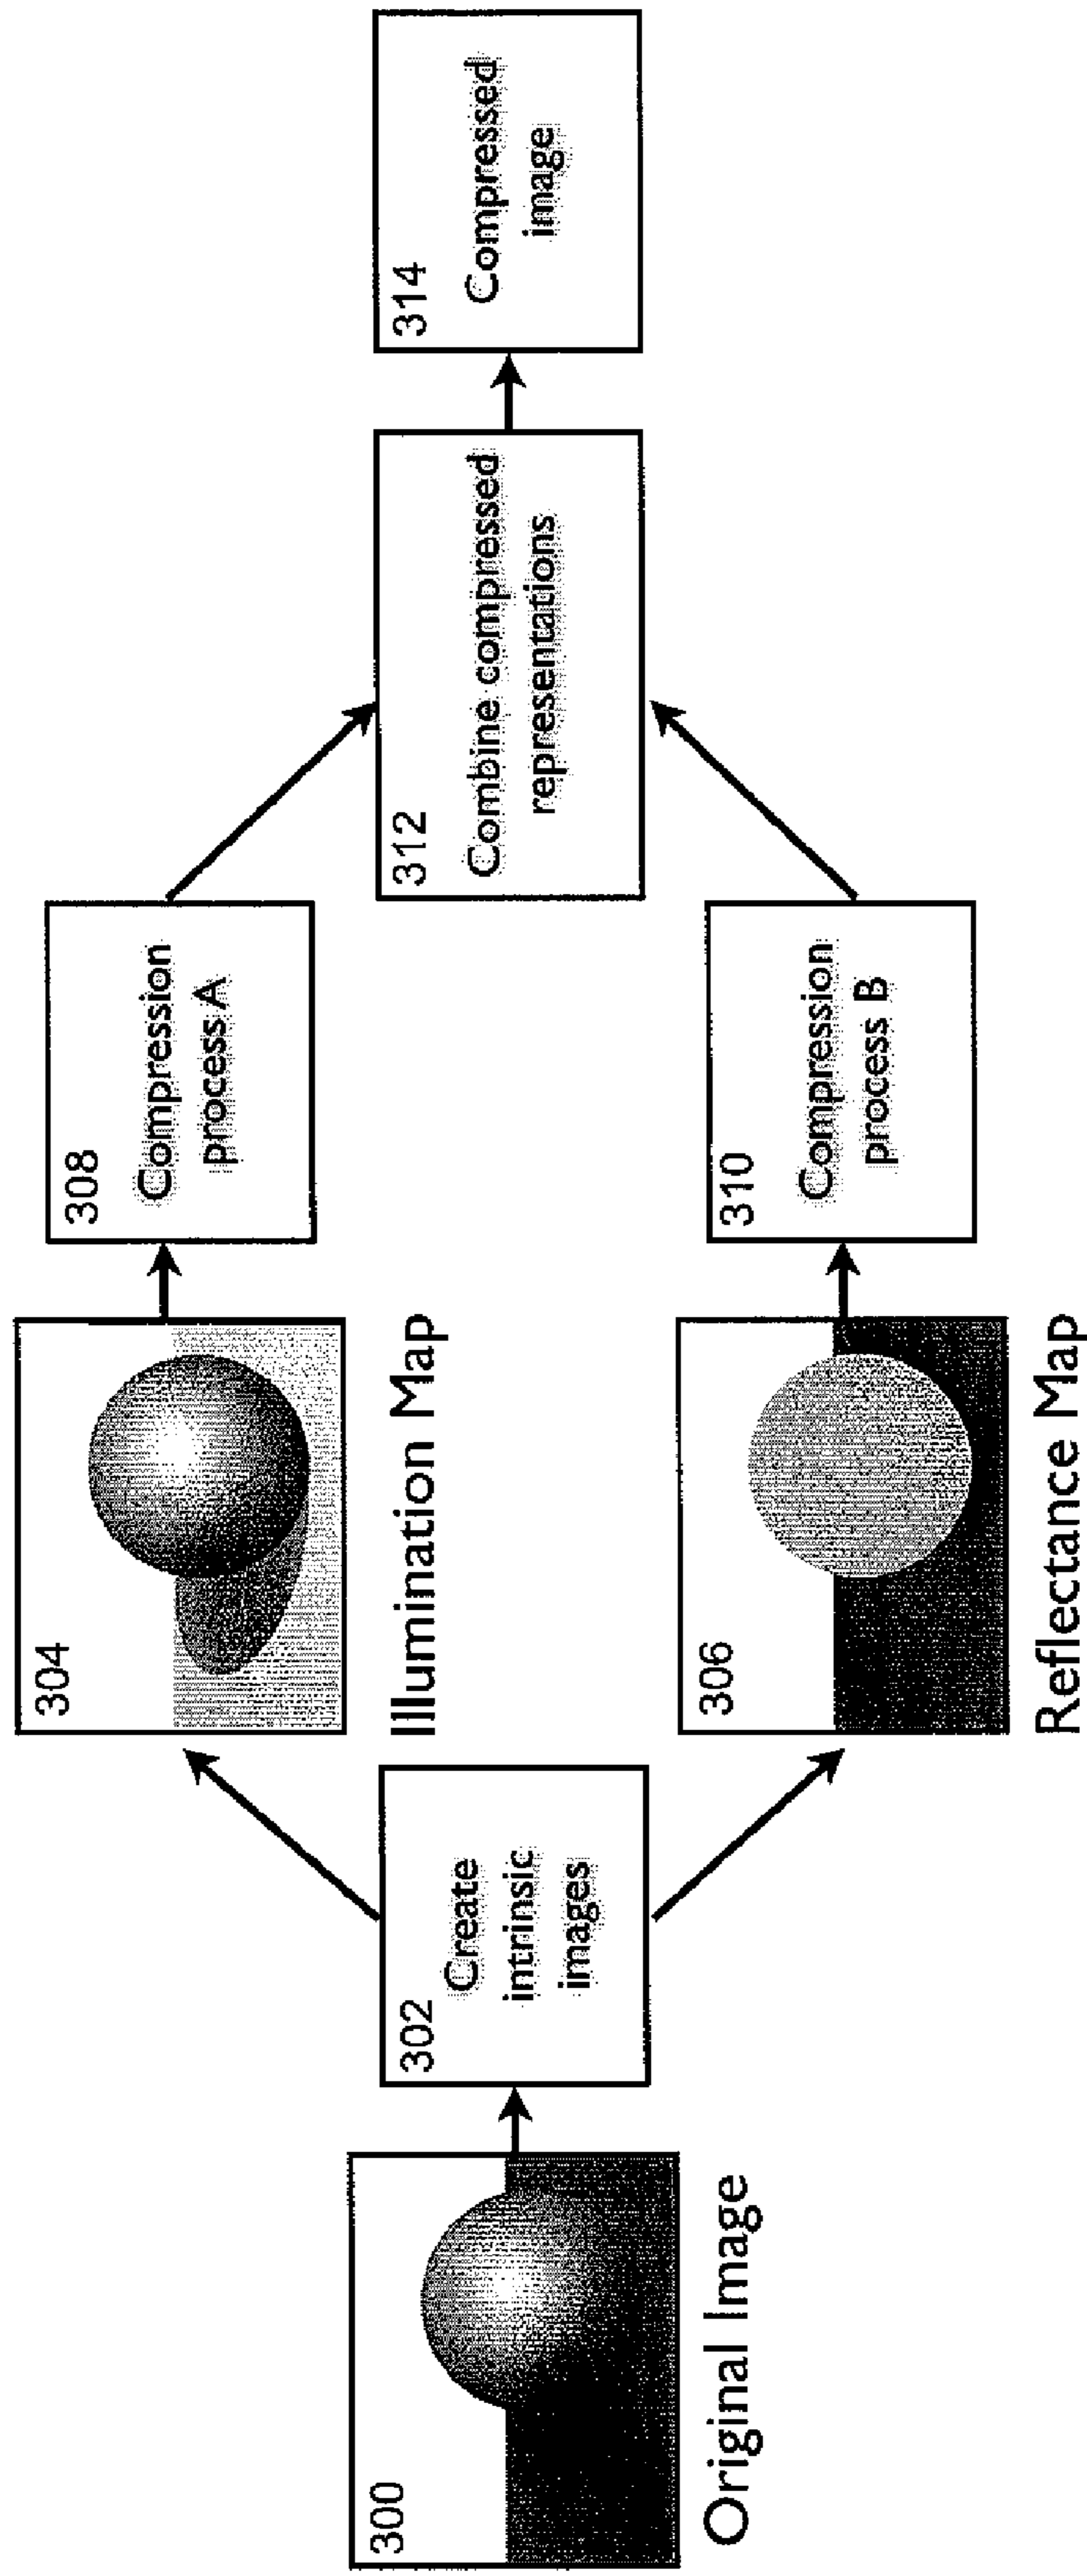 300
Original Image
302
Create
intrinsic
images
304
Illumination Map
306
Reflectance Map
308
Compression
process A
310
Compression
process B
312
Combine compressed
representations
314
Compressed
image